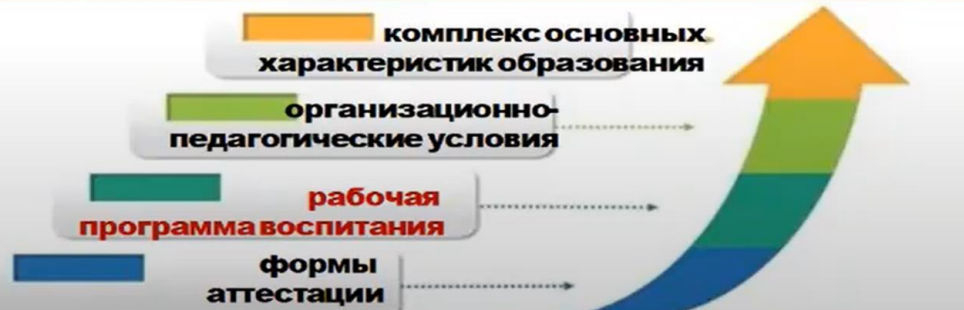 комплекс основных
характеристик образования
организационно-
педагогические условия
рабочая
программа воспитания
формы
аттестации